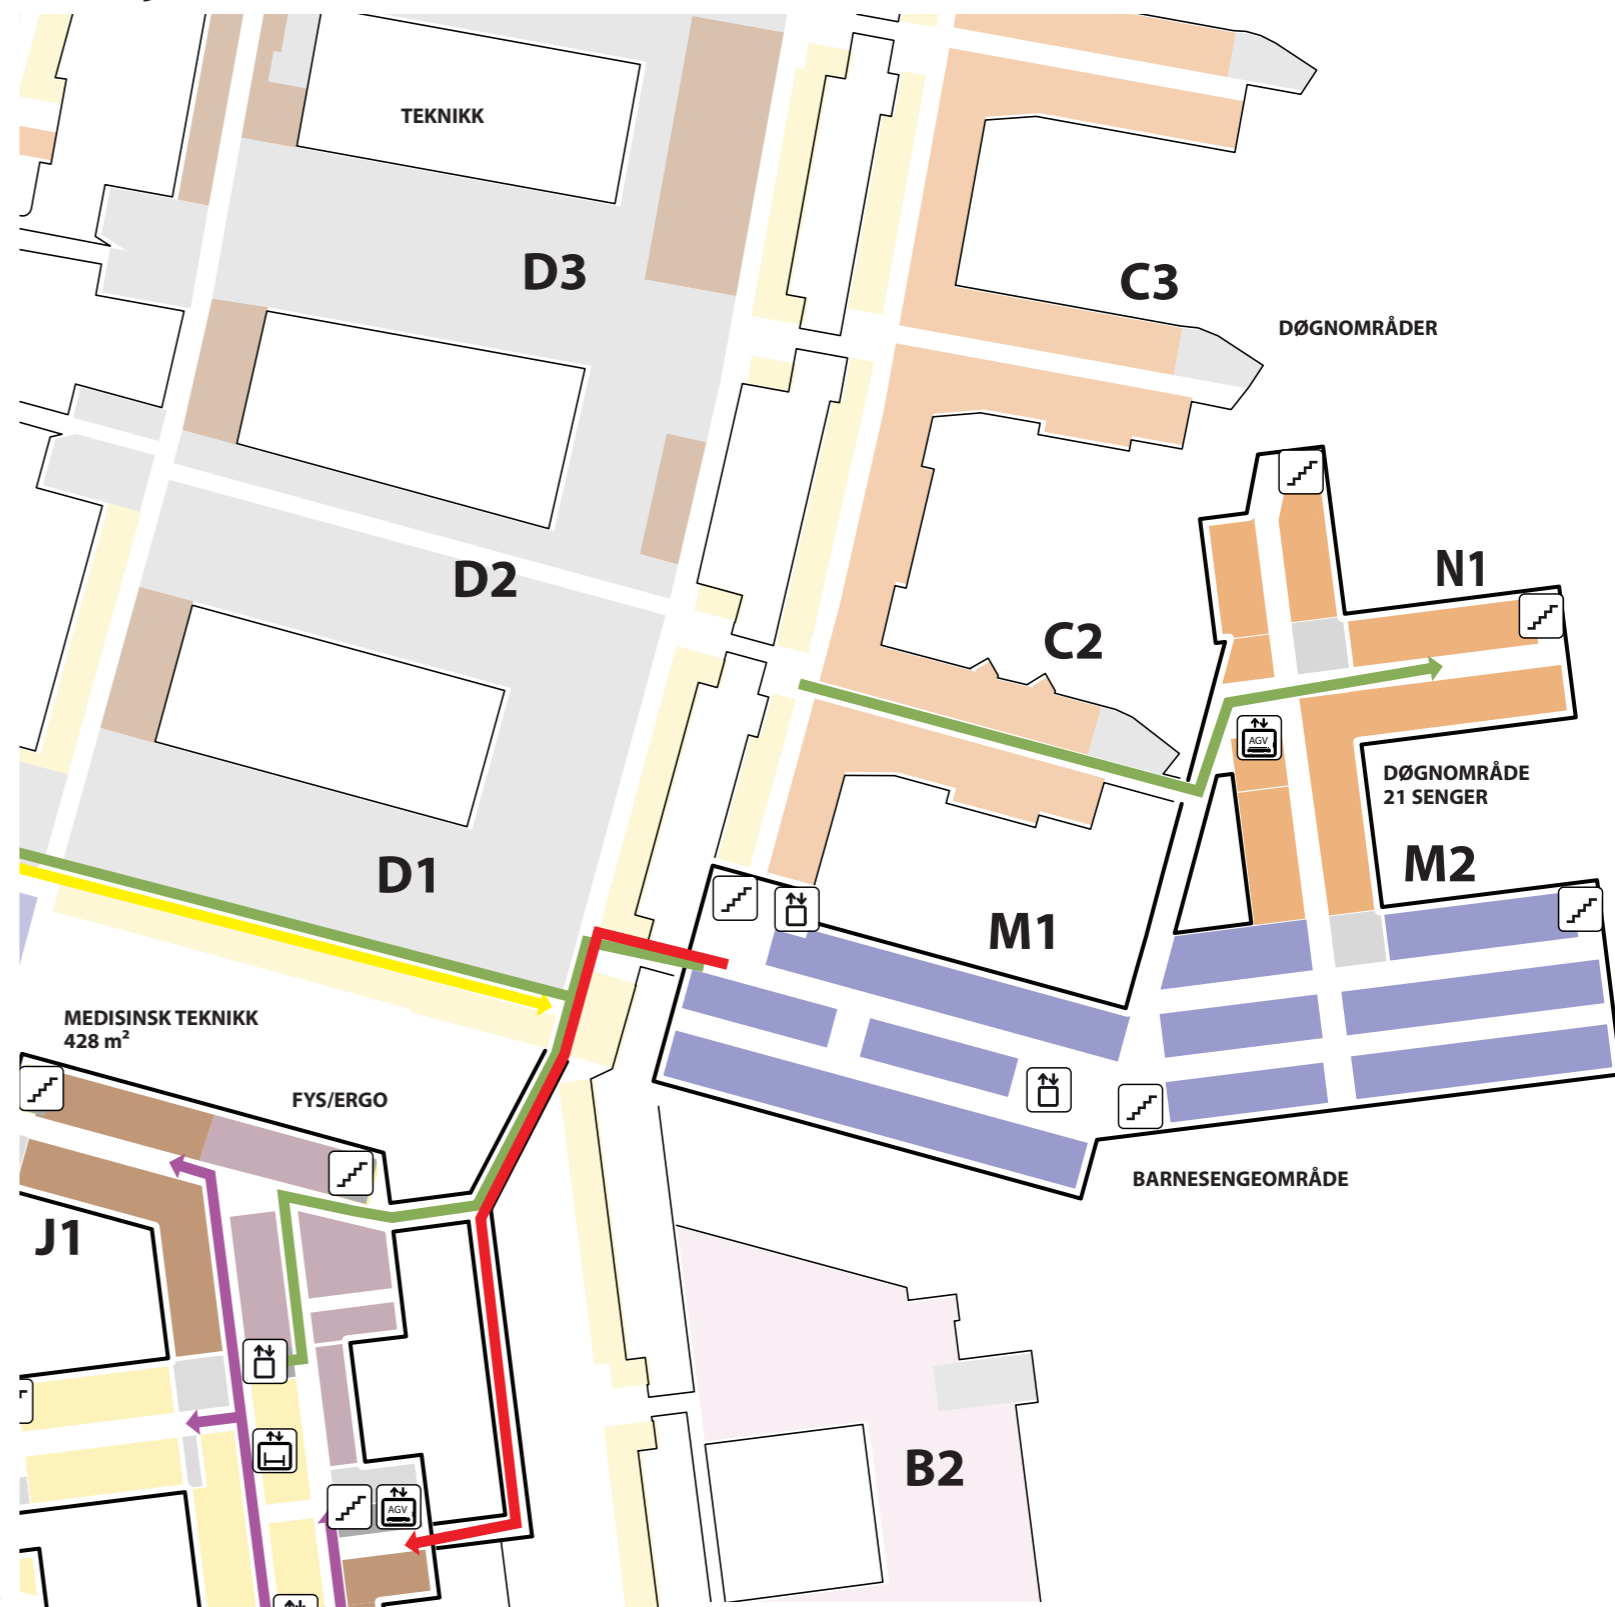 TEKNIKK
D3
C3
DØGNOMRÅDER
N1
D2
C2
AGV
DØGNOMRÅDE
21 SENGER
M2
D1
M1
MEDISINSK TEKNIKK
428 m²
FYS/ERGO
BARNESENGEOMRÅDE
J1
B2
AGV